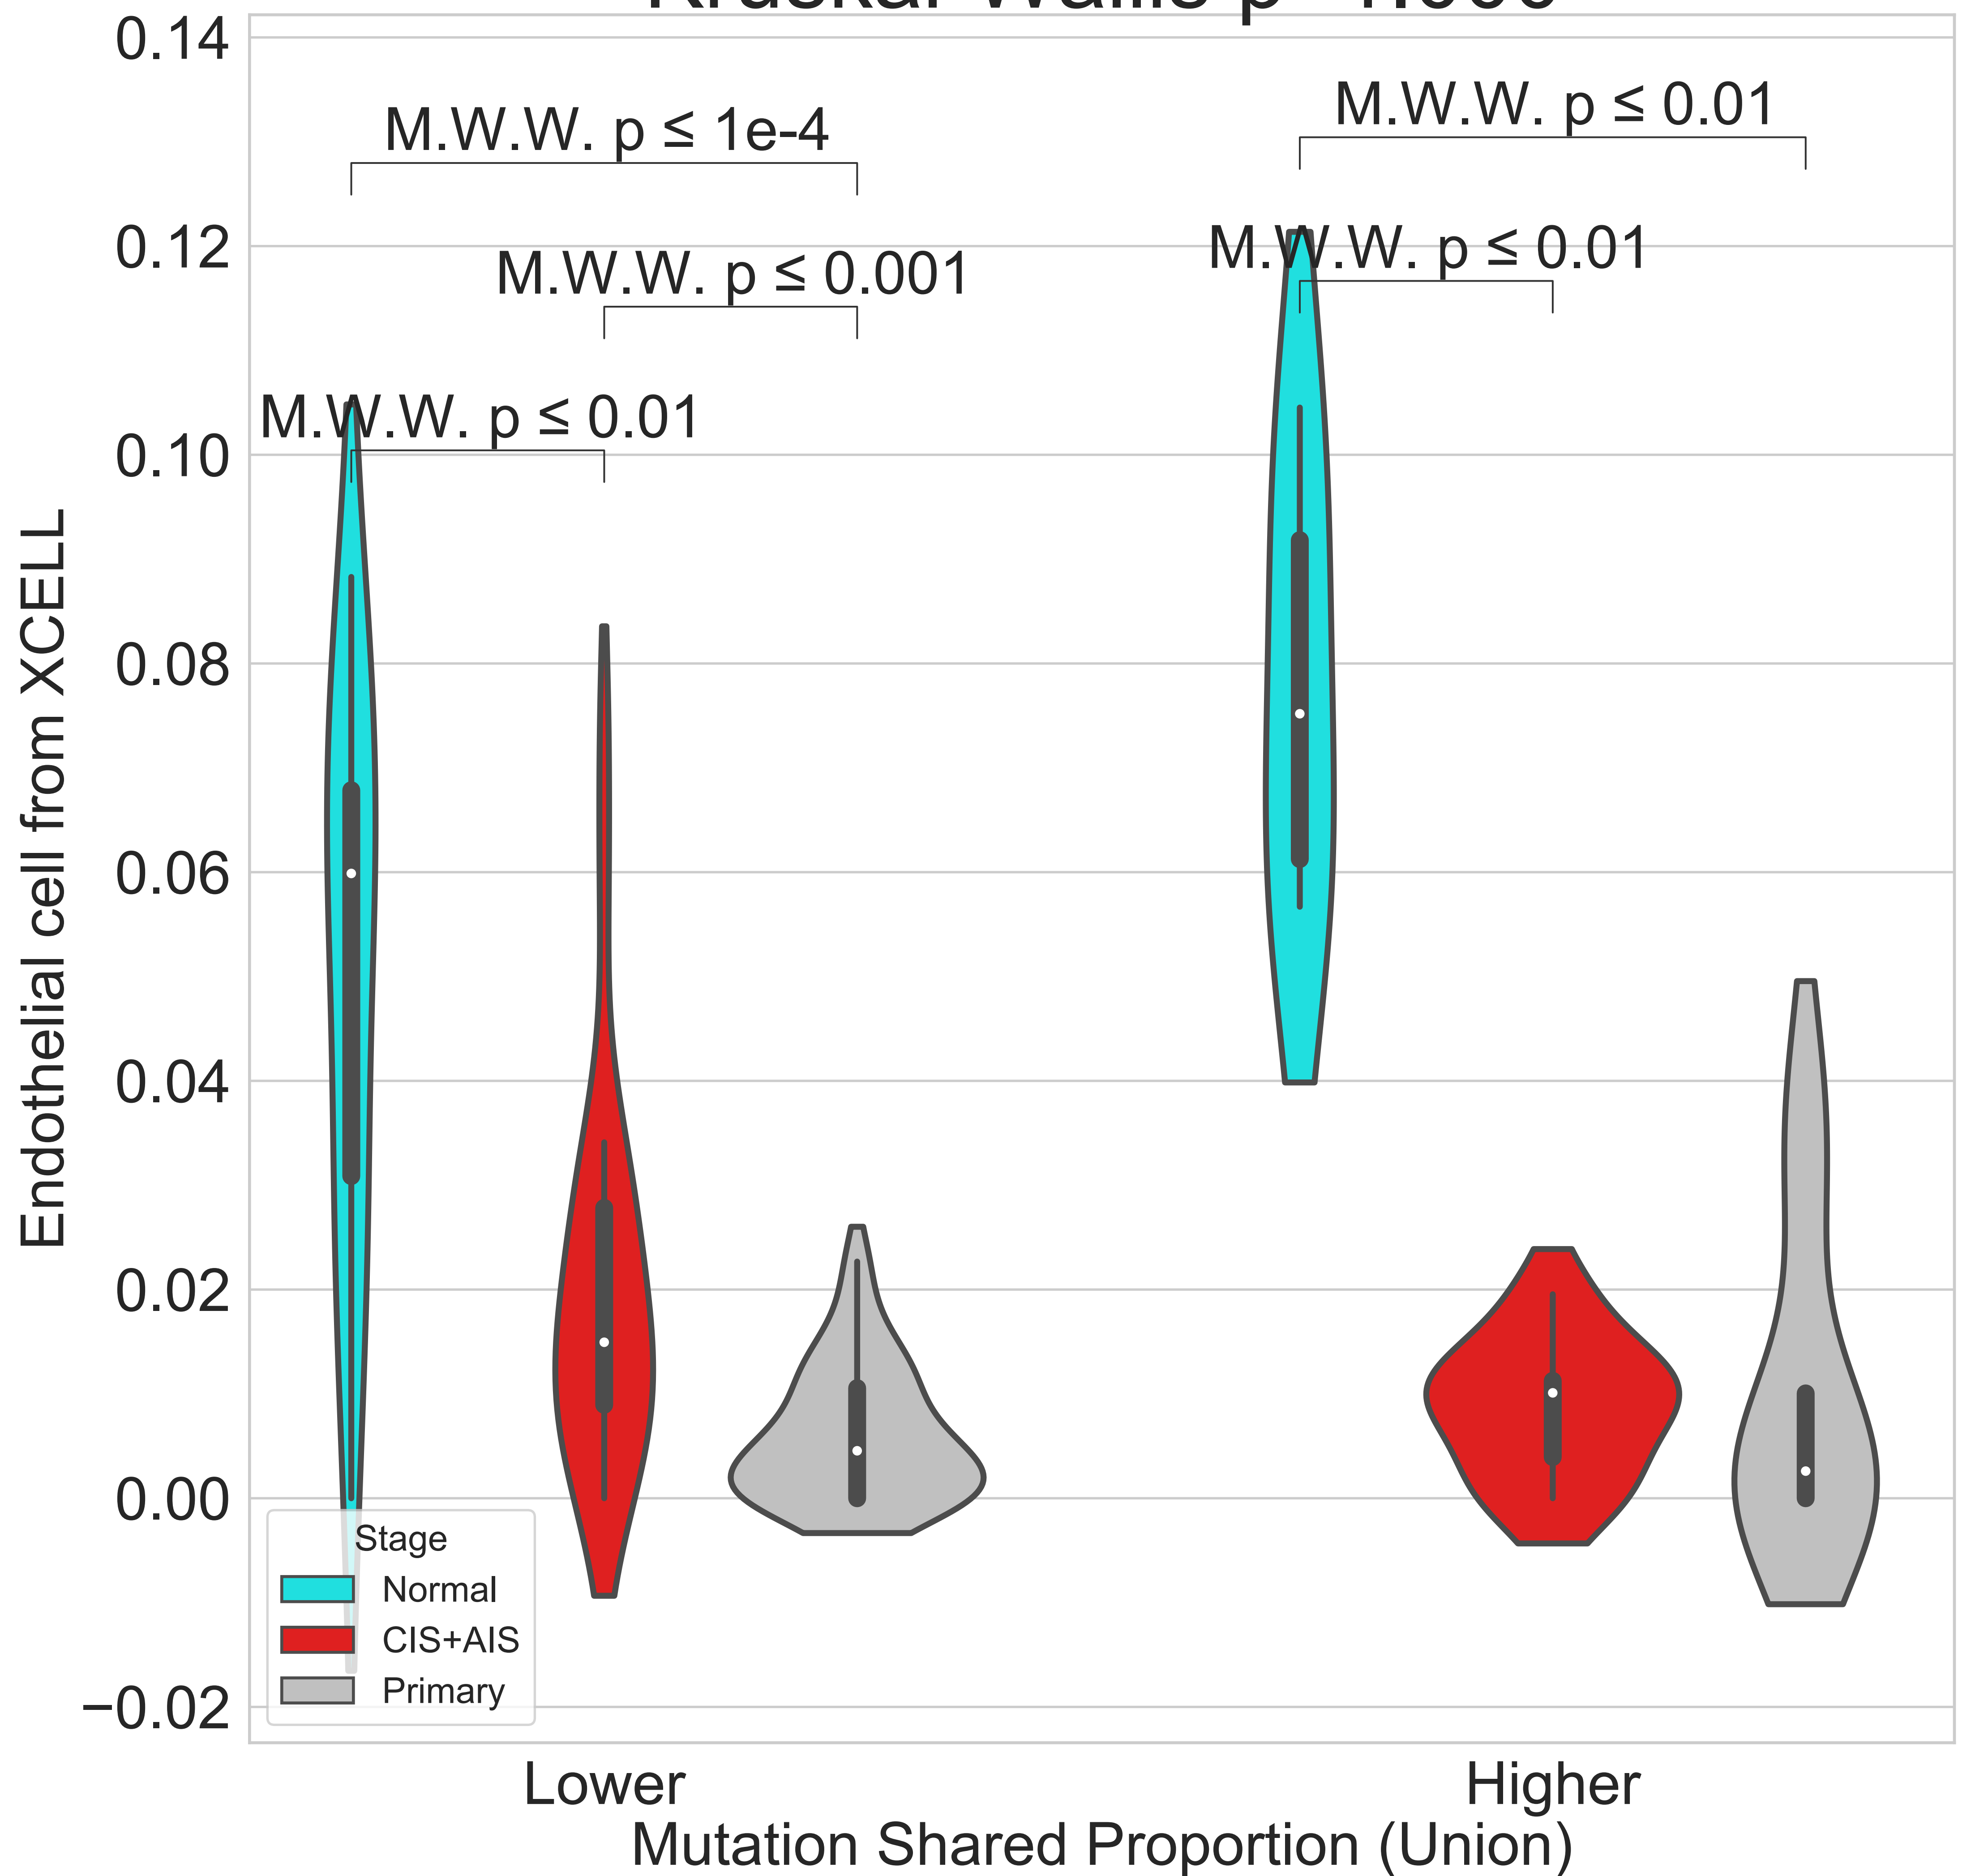 0.14
M.W.W. p ≤ 0.01
M.W.W. p ≤ 1e-4
0.12
M.W.W. p ≤ 0.01
M.W.W. p ≤ 0.001
M.W.W. p ≤ 0.01
0.10
0.08
0.06
0.04
0.02
0.00
−0.02
Endothelial cell from XCELL
Stage
Normal
CIS+AIS
Primary
Lower
Higher
Mutation Shared Proportion (Union)